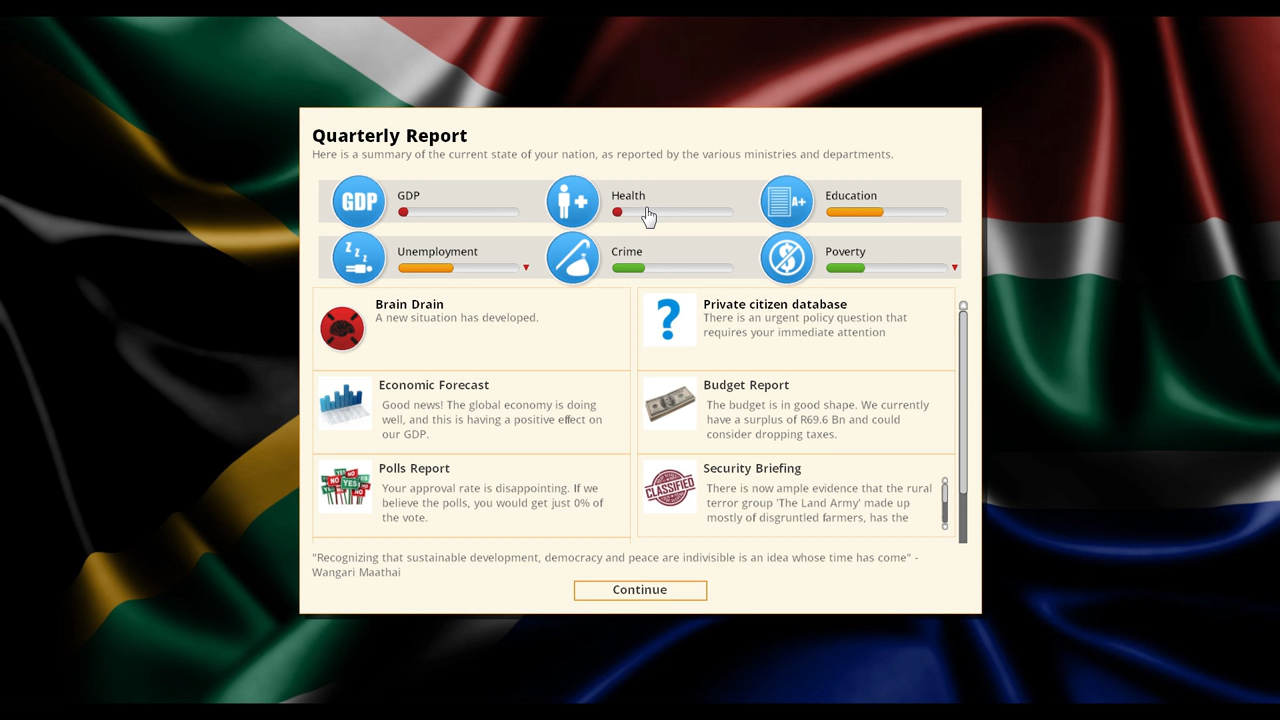 Quarterly Report
Here is a summary of the current state of your nation, as reported by the various ministries and departments.
GDP
GDP
Health
A+
Education
Z Z Z
Unemployment
Crime
$
Poverty
Brain Drain
A new situation has developed.
?
Private citizen database
There is an urgent policy question that
requires your immediate attention
Economic Forecast
Good news! The global economy is doing
well, and this is having a positive effect on
our GDP.
Budget Report
The budget is in good shape. We currently
have a surplus of R69.6 Bn and could
consider dropping taxes.
YES
NO
YES
NO
NO
Polls Report
Your approval rate is disappointing. If we
believe the polls, you would get just 0% of
the vote.
CLASSIFIED
Security Briefing
There is now ample evidence that the rural
terror group 'The Land Army' made up
mostly of disgruntled farmers, has the
"Recognizing that sustainable development, democracy and peace are indivisible is an idea whose time has come" -
Wangari Maathai
Continue